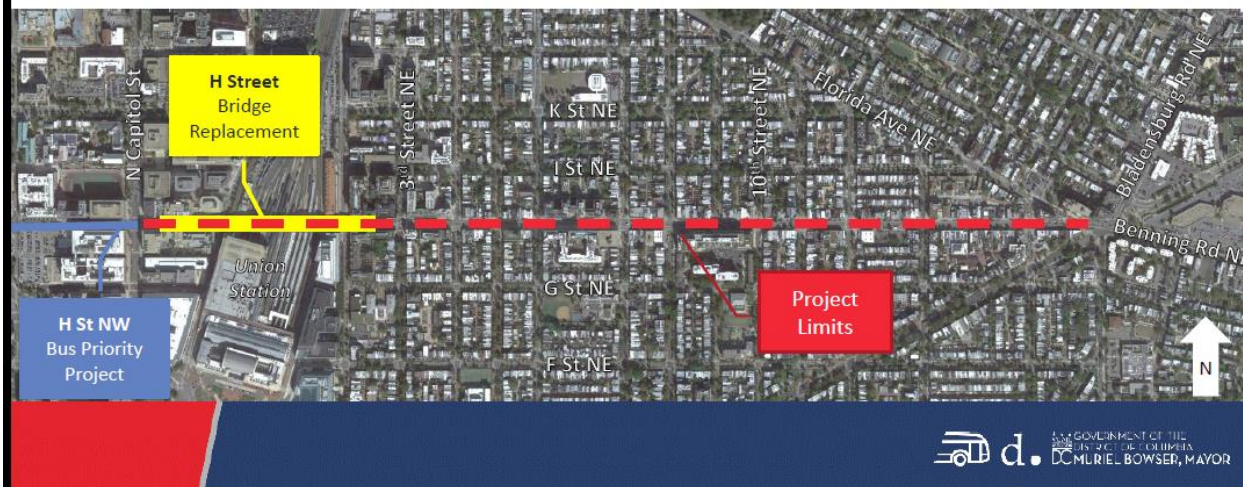 H Street
Bridge
Replacement
N Capitol St
3rd Street NE
K St NE
I St NE
10th Street NE
Florida Ave NE
Bladensburg Rd NE
Benning Rd NE
Union
Station
G St NE
F St NE
H St NW
Bus Priority
Project
Project
Limits
N
d.
GOVERNMENT OF THE
DISTRICT OF COLUMBIA
DC MURIEL BOWSER, MAYOR